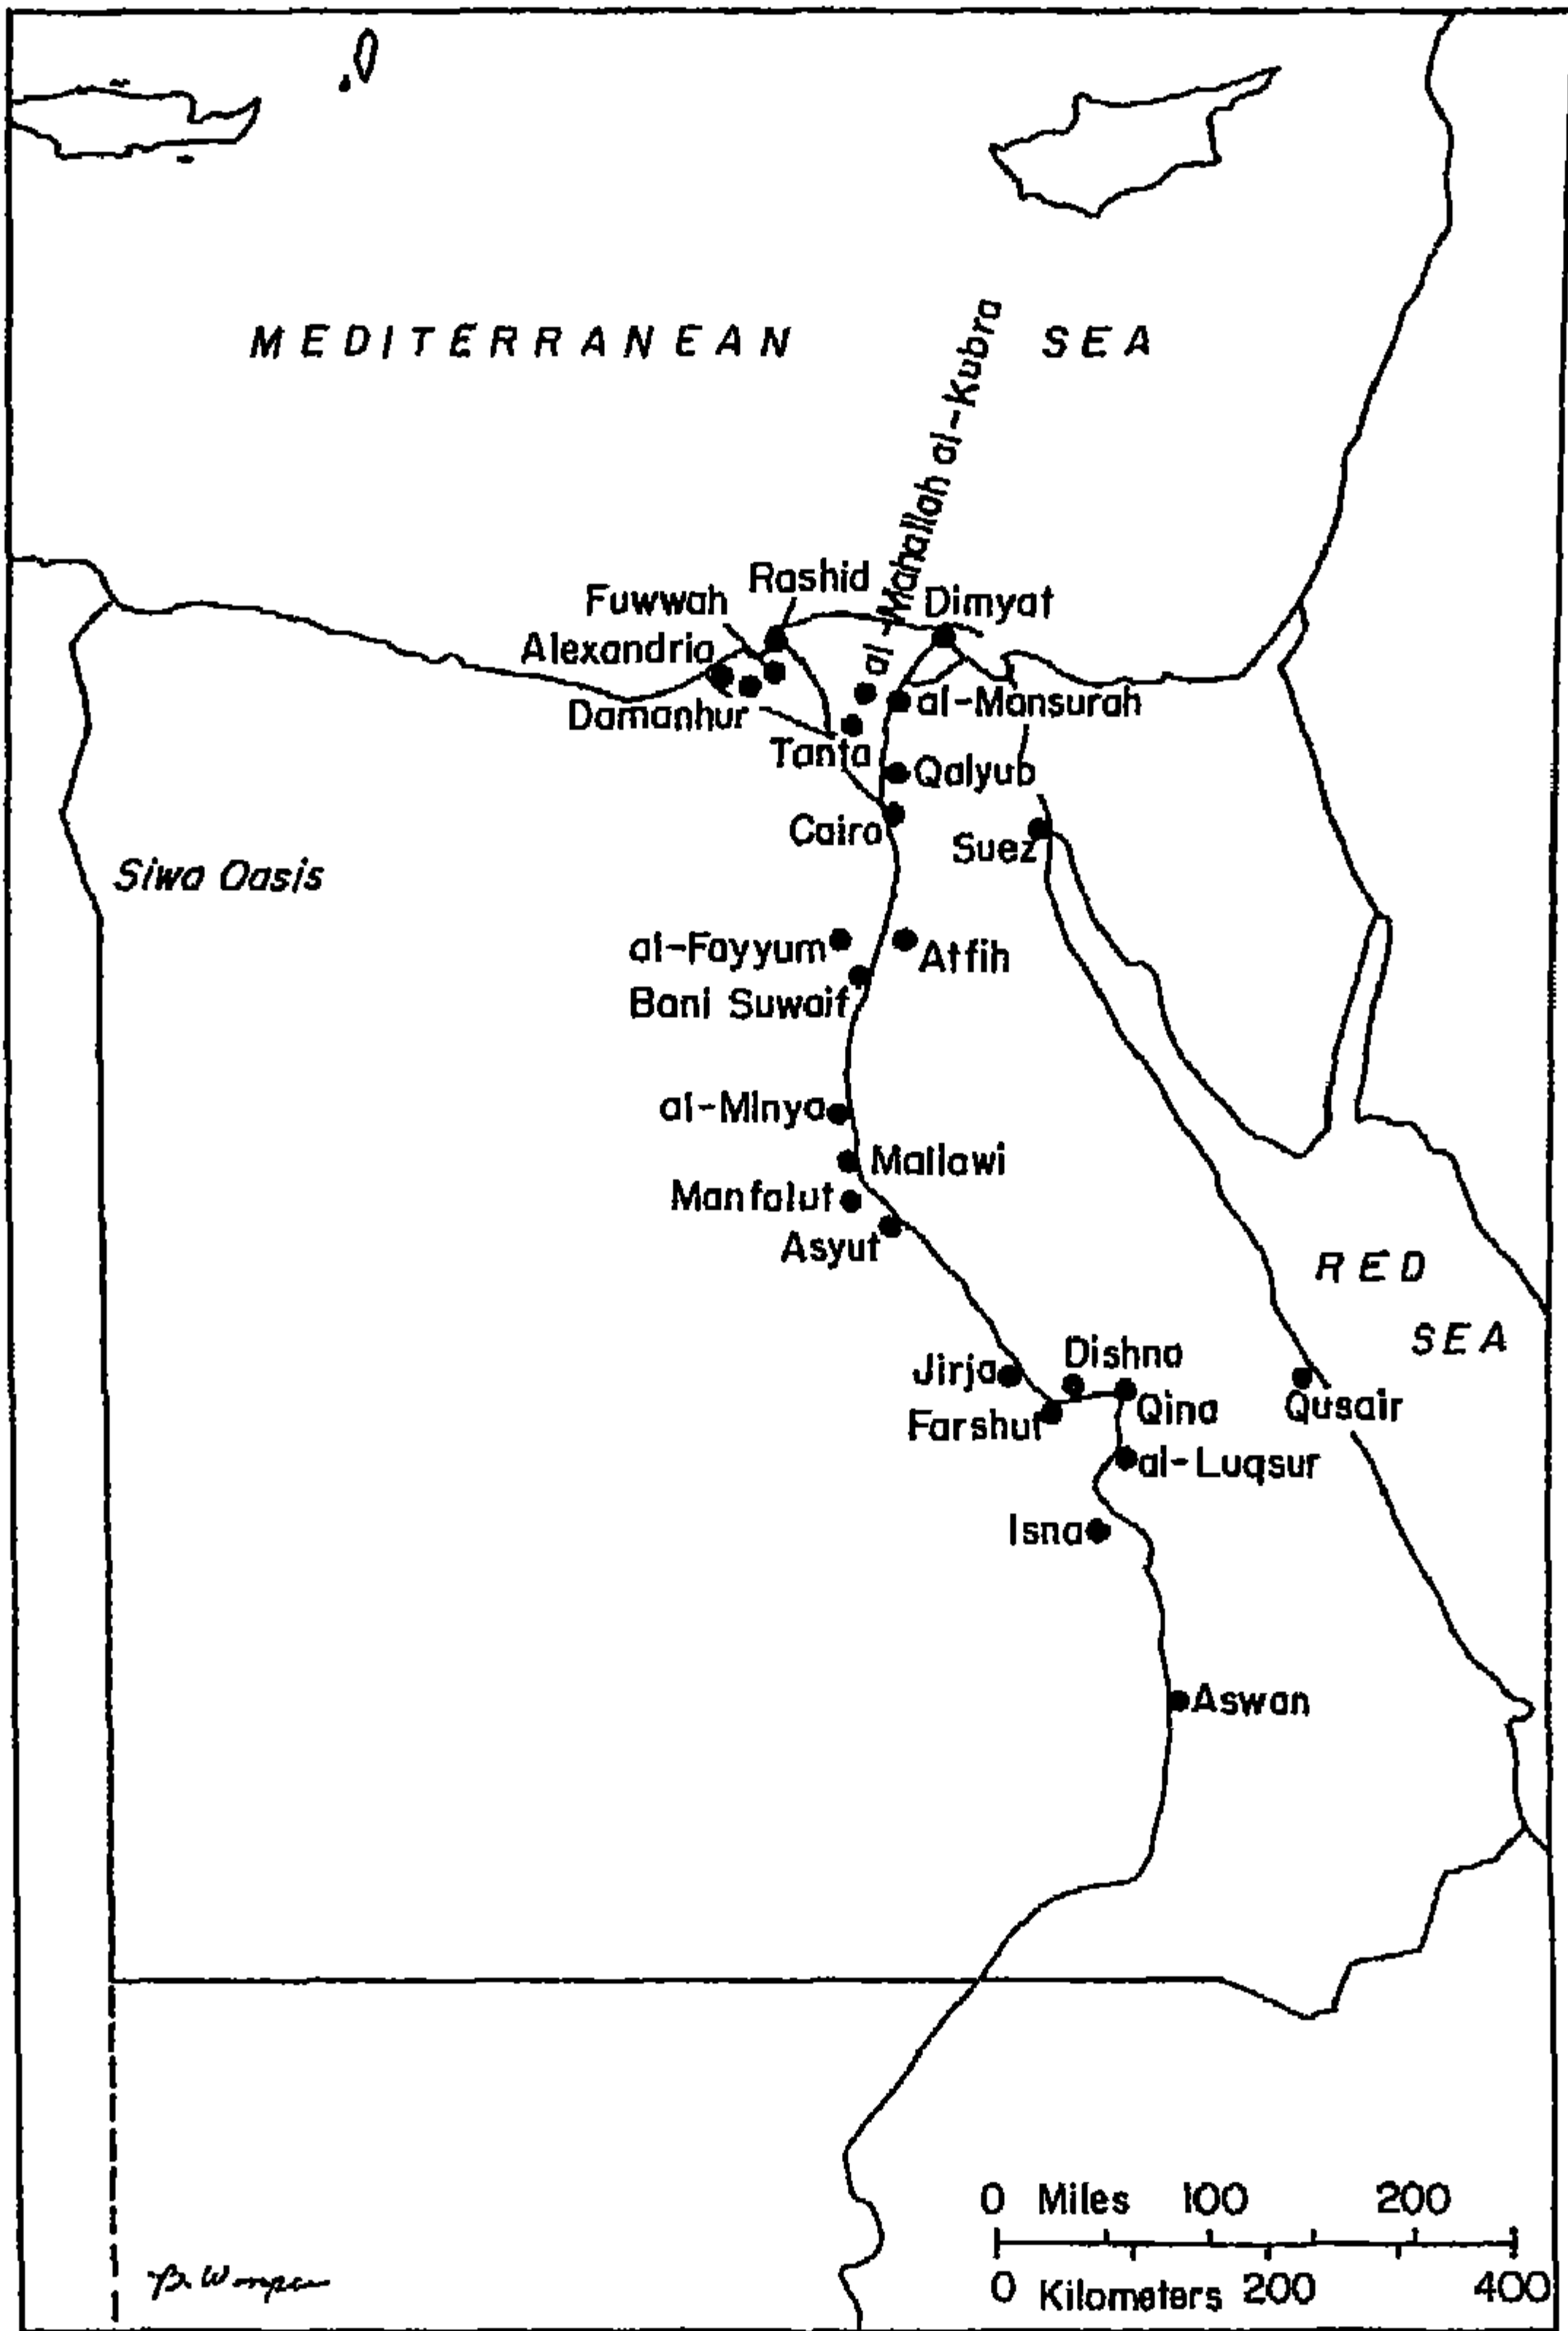 MEDITERRANEAN SEA
al-Mahallah al-Kubra
Rashid
Fuwwah
Dimyat
Alexandria
al-Mansurah
Damanhur
Tanta
Qalyub
Cairo
Suez
Siwa Oasis
al-Fayyum
Atfih
Bani Suwaif
al-Minya
Mallawi
Manfalut
Asyut
RED
SEA
Dishna
Jirja
Qina
Qusair
Farshut
al-Luqsur
Isna
Aswan
0 Miles 100 200
0 Kilometers 200 400